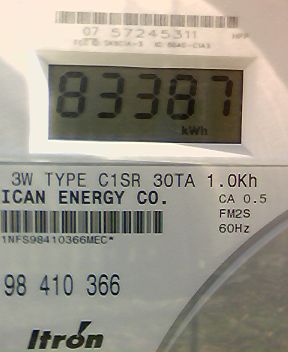 07 57245311
83387
kWh
3W TYPE C1SR 30TA 1.0Kh
ICAN ENERGY CO.
CA 0.5
FM2S
60Hz
1NFS98410366MEC*
98 410 366
Itron